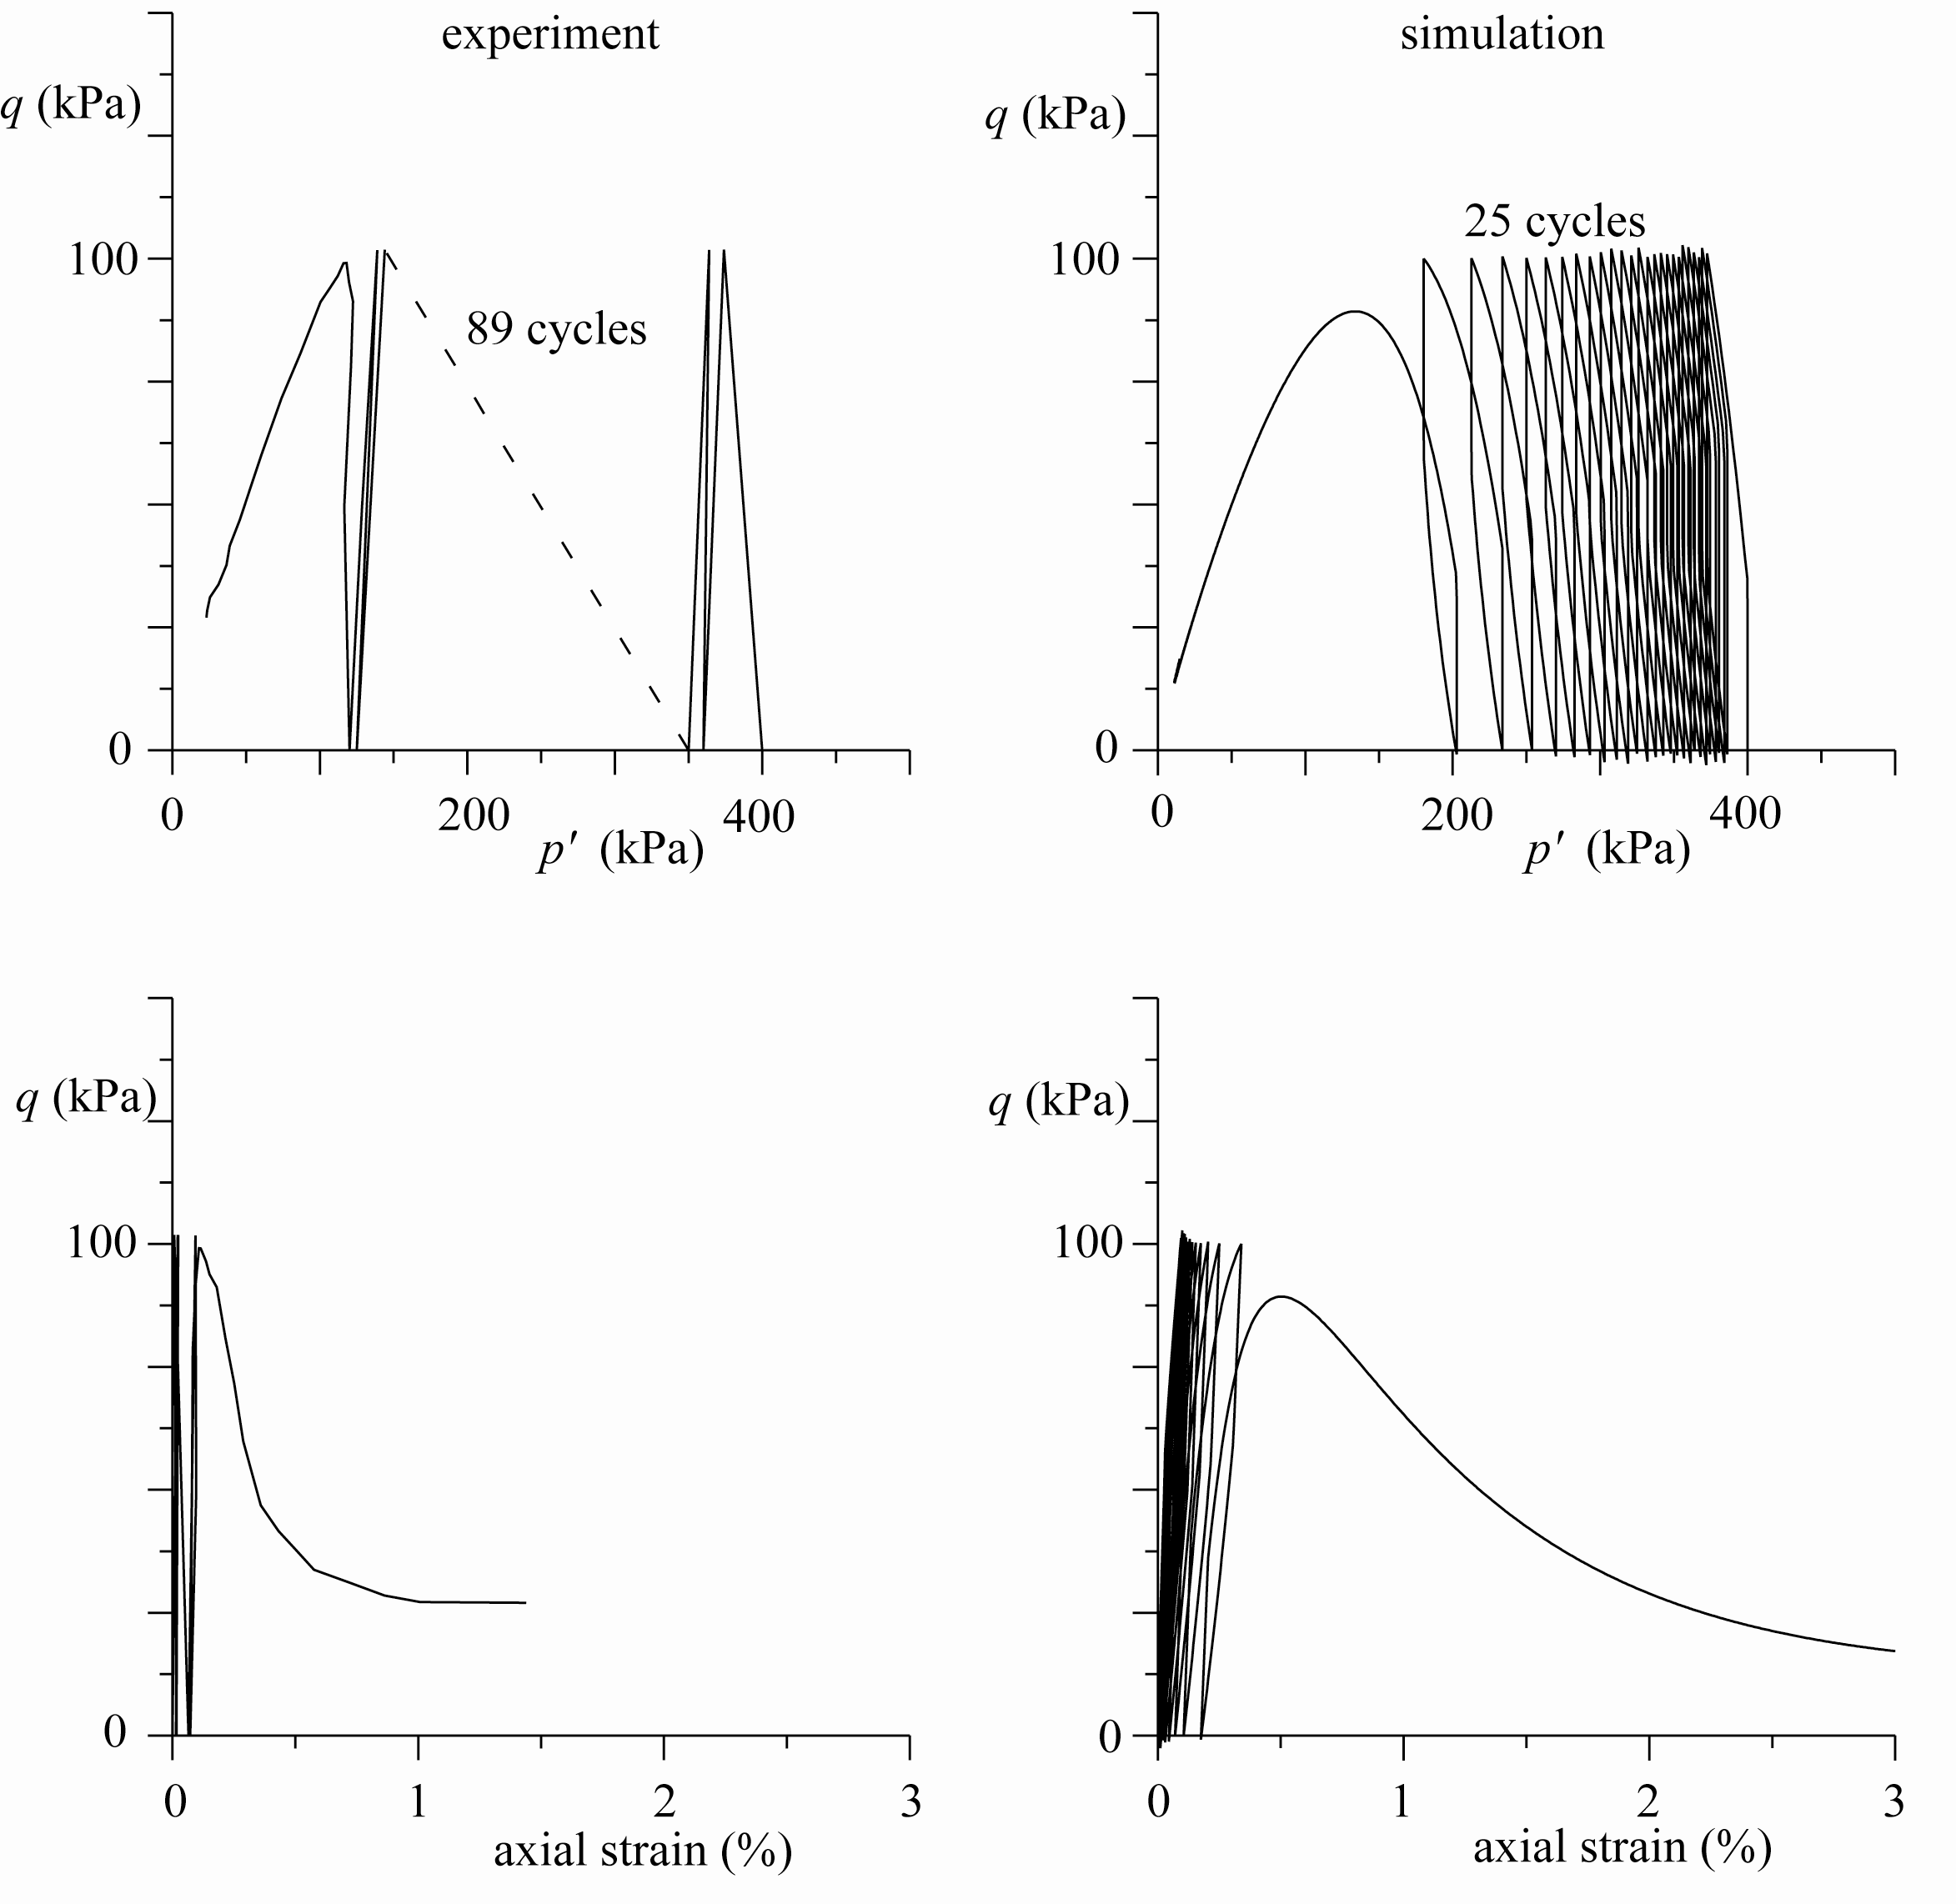 experiment
q (kPa)
100
89 cycles
0
0 200 400
p′ (kPa)
simulation
q (kPa)
25 cycles
100
0
0 200 400
p′ (kPa)
q (kPa)
100
0
0 1 2 3
axial strain (%)
q (kPa)
100
0
0 1 2 3
axial strain (%)